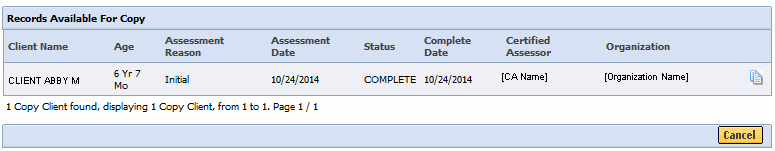 Records Available For Copy
Client Name Age Assessment Reason Assessment Date Status Complete Date Certified Assessor Organization
CLIENT ABBY M 6 Yr 7 Mo Initial 10/24/2014 COMPLETE 10/24/2014 [CA Name] [Organization Name]
1 Copy Client found, displaying 1 Copy Client, from 1 to 1. Page 1 / 1
Cancel